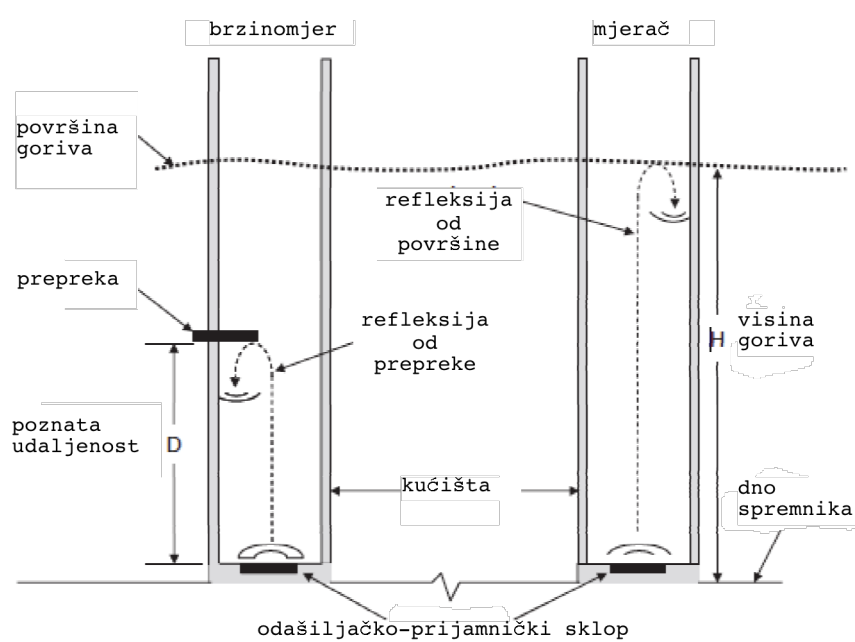 brzinomjer
mjerač
površina
goriva
refleksija
od
površine
prepreka
refleksija
od
prepreke
H
visina
goriva
poznata
udaljenost
D
kućišta
dno
spremnika
odašiljačko-prijamnički sklop